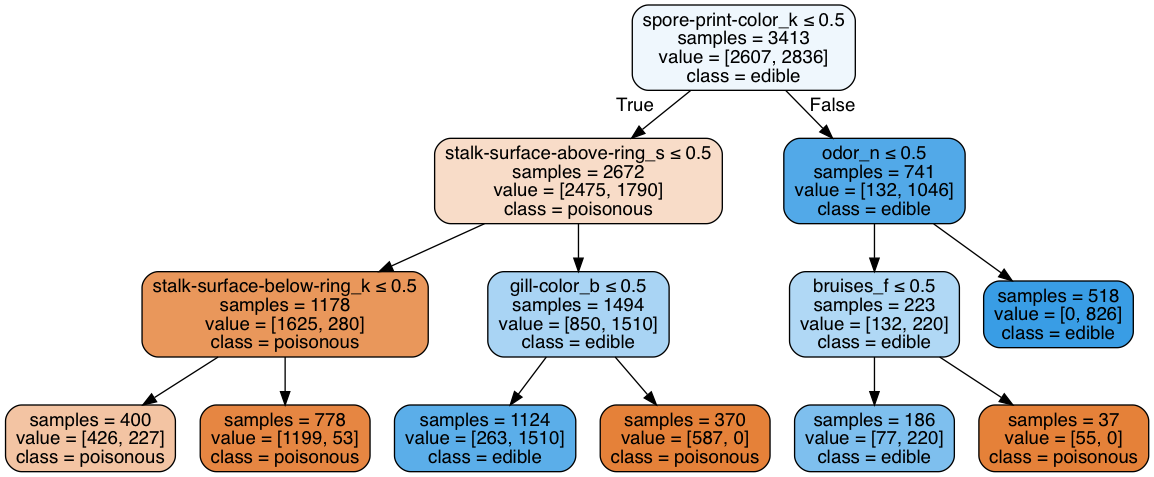 spore-print-color_k ≤ 0.5
samples = 3413
value = [2607, 2836]
class = edible
True
False
stalk-surface-above-ring_s ≤ 0.5
samples = 2672
value = [2475, 1790]
class = poisonous
odor_n ≤ 0.5
samples = 741
value = [132, 1046]
class = edible
stalk-surface-below-ring_k ≤ 0.5
samples = 1178
value = [1625, 280]
class = poisonous
gill-color_b ≤ 0.5
samples = 1494
value = [850, 1510]
class = edible
bruises_f ≤ 0.5
samples = 223
value = [132, 220]
class = edible
samples = 518
value = [0, 826]
class = edible
samples = 400
value = [426, 227]
class = poisonous
samples = 778
value = [1199, 53]
class = poisonous
samples = 1124
value = [263, 1510]
class = edible
samples = 370
value = [587, 0]
class = poisonous
samples = 186
value = [77, 220]
class = edible
samples = 37
value = [55, 0]
class = poisonous